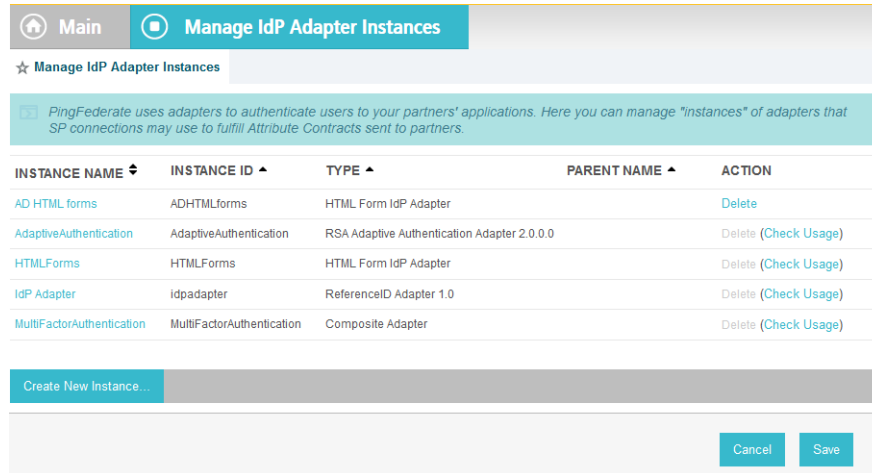 Main
Manage IdP Adapter Instances
Manage IdP Adapter Instances
PingFederate uses adapters to authenticate users to your partners' applications. Here you can manage "instances" of adapters that
SP connections may use to fulfill Attribute Contracts sent to partners.
INSTANCE NAME INSTANCE ID TYPE PARENT NAME ACTION
AD HTML forms ADHTMLforms HTML Form IdP Adapter Delete
AdaptiveAuthentication AdaptiveAuthentication RSA Adaptive Authentication Adapter 2.0.0.0 Delete (Check Usage)
HTMLForms HTMLForms HTML Form IdP Adapter Delete (Check Usage)
IdP Adapter idpadapter ReferenceID Adapter 1.0 Delete (Check Usage)
MultiFactorAuthentication MultiFactorAuthentication Composite Adapter Delete (Check Usage)
Create New Instance...
Cancel Save